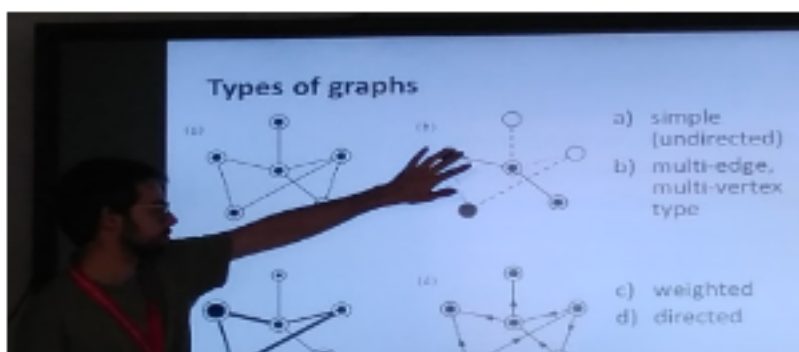 Types of graphs
a) simple
(undirected)
b) multi-edge,
multi-vertex
type
c) weighted
d) directed